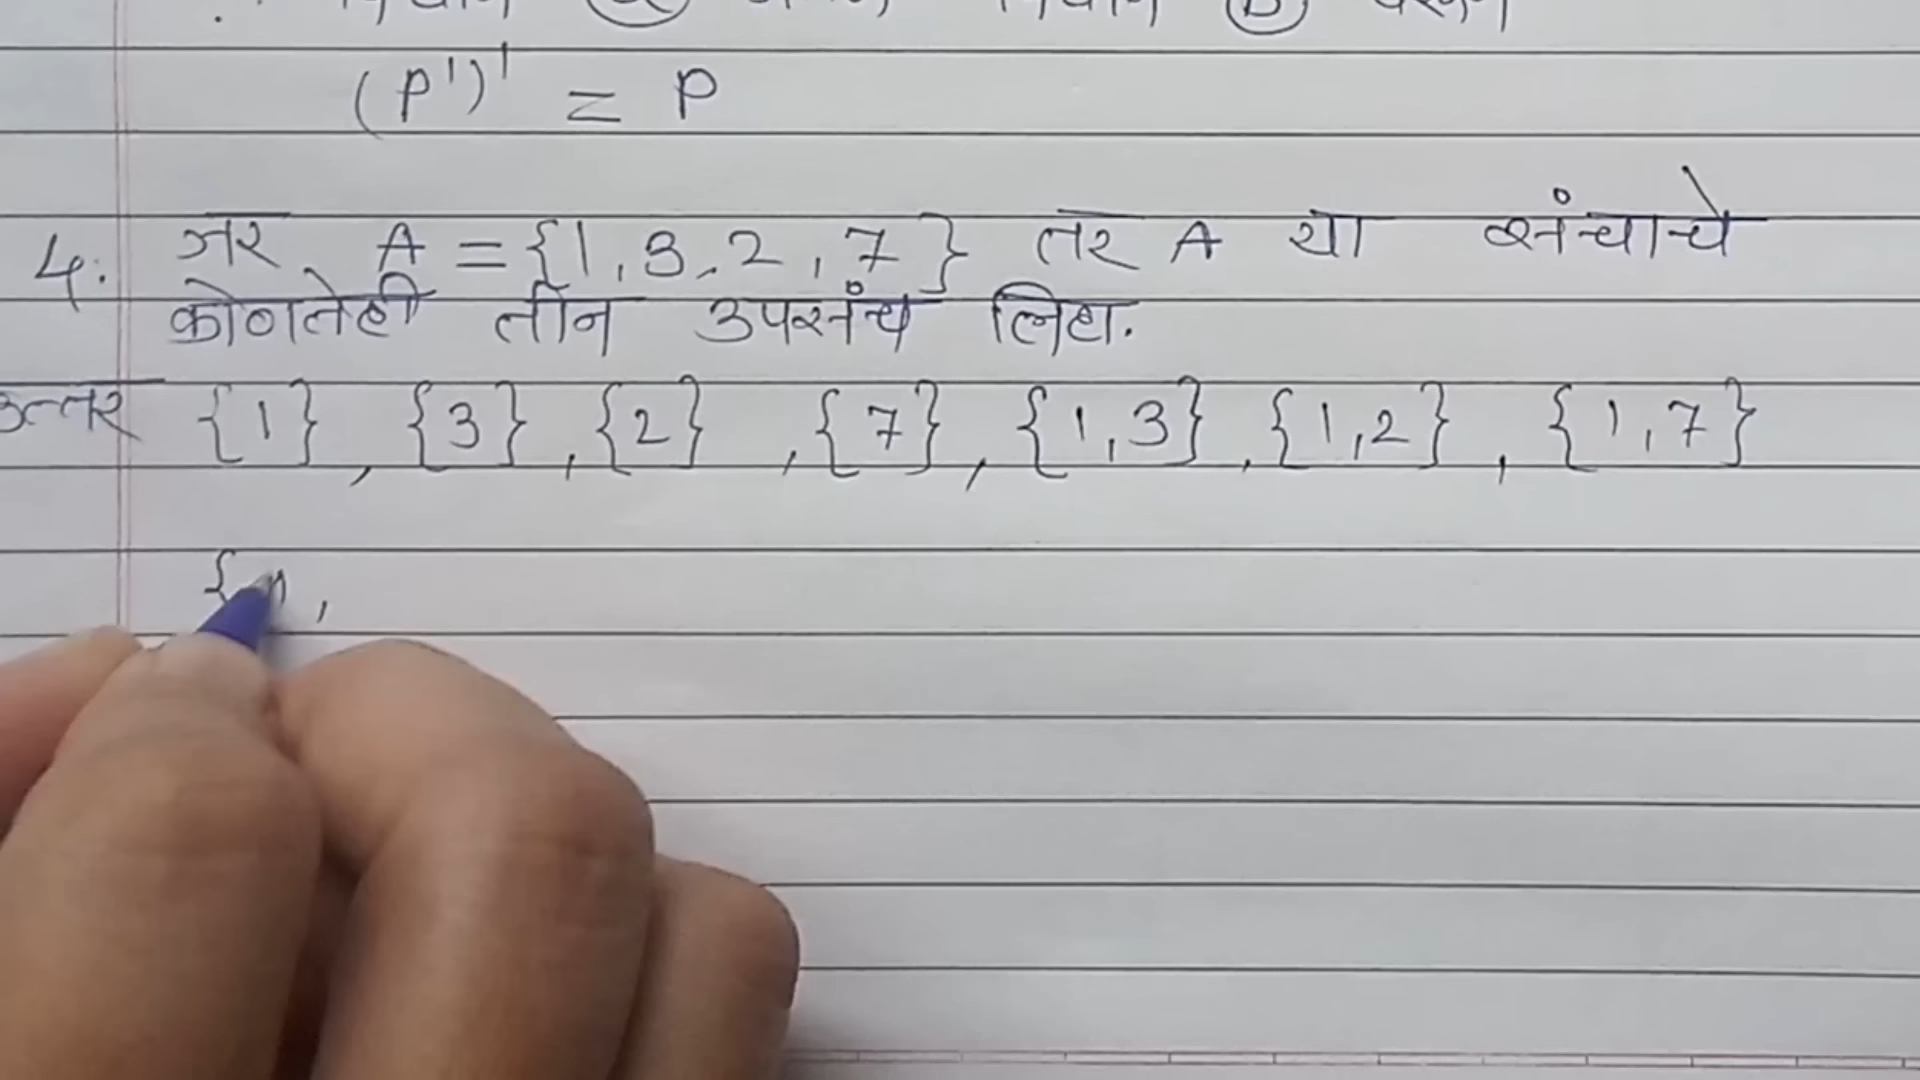 (P')' = P
4. जर A = {1, 3, 2, 7} तर A या संचाचे
कोणतेही तीन उपसंच लिहा.
उत्तर {1}, {3}, {2}, {7}, {1,3}, {1,2}, {1,7}
{